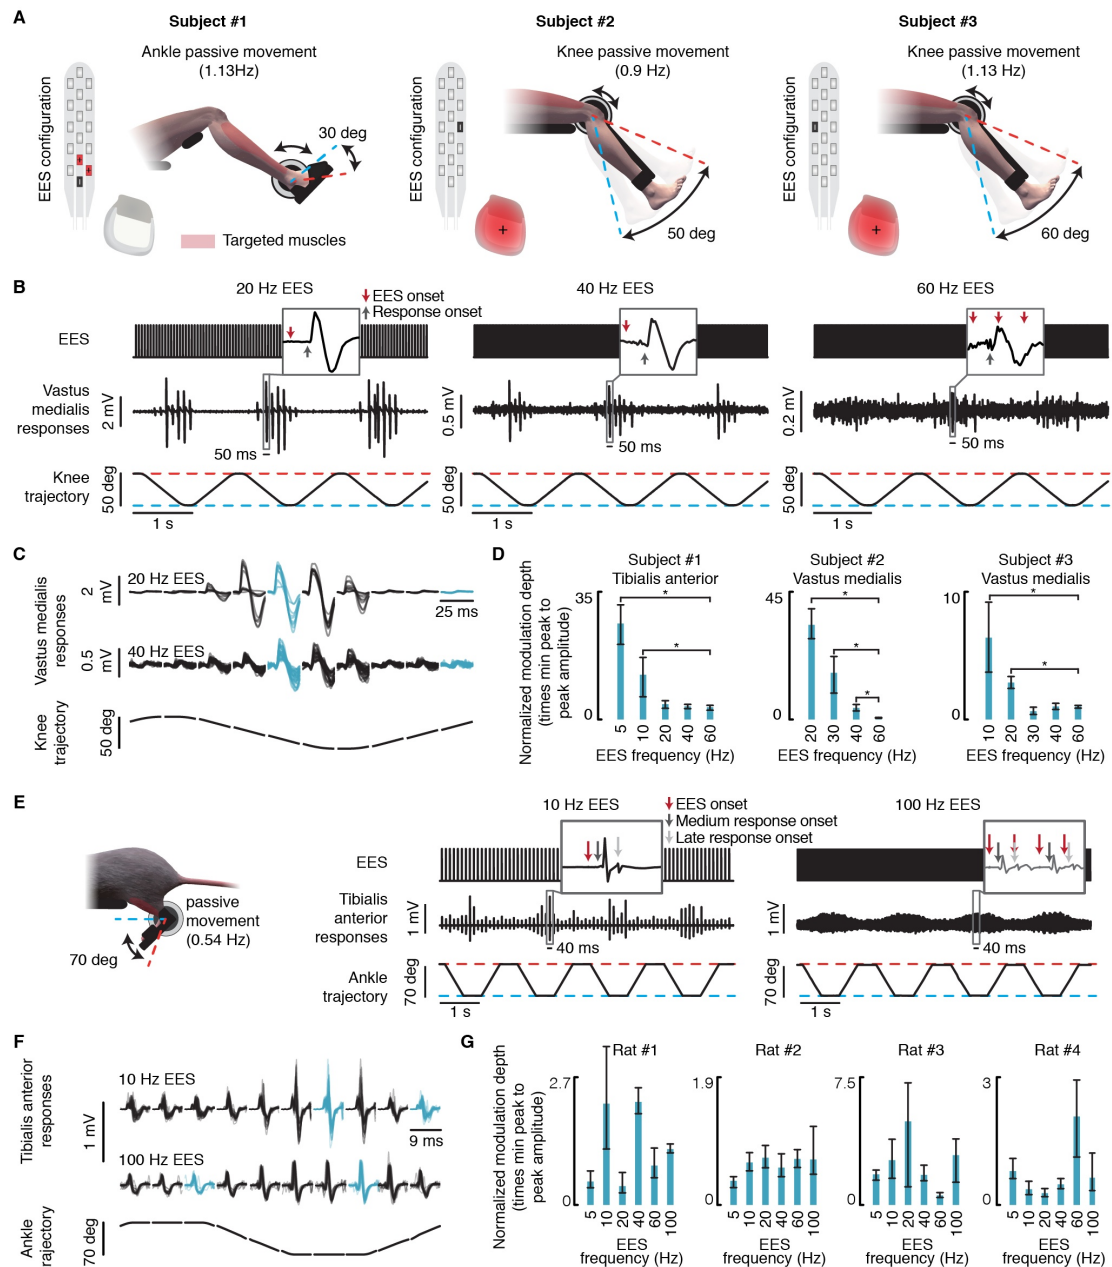 A
Subject #1
Subject #2
Subject #3
Ankle passive movement
(1.13Hz)
Knee passive movement
(0.9 Hz)
Knee passive movement
(1.13 Hz)
EES configuration
30 deg
Targeted muscles
EES configuration
50 deg
EES configuration
60 deg
B
20 Hz EES
40 Hz EES
60 Hz EES
EES onset
Response onset
EES
Vastus
medialis
responses
2 mV
0.5 mV
0.2 mV
50 ms
50 ms
50 ms
Knee
trajectory
50 deg
50 deg
50 deg
1 s
1 s
1 s
C
Vastus medialis
responses
2
mV
20 Hz EES
25 ms
0.5
mV
40 Hz EES
Knee
trajectory
50 deg
D
Subject #1
Tibialis anterior
Subject #2
Vastus medialis
Subject #3
Vastus medialis
Normalized modulation depth
(times min peak to
peak amplitude)
35
0
*
*
5 10 20 40 60
EES frequency (Hz)
45
0
*
*
*
20 30 40 60
EES frequency (Hz)
10
0
*
*
10 20 30 40 60
EES frequency (Hz)
E
passive
movement
(0.54 Hz)
70 deg
10 Hz EES
100 Hz EES
EES onset
Medium response onset
Late response onset
EES
Tibialis
anterior
responses
1 mV
1 mV
40 ms
40 ms
Ankle
trajectory
70 deg
70 deg
1 s
1 s
F
Tibialis anterior
responses
1 mV
10 Hz EES
9 ms
100 Hz EES
Ankle
rajectory
70 deg
G
Rat #1
Rat #2
Rat #3
Rat #4
Normalized modulation depth
(times min peak to
peak amplitude)
2.7
0
5 10 20 40 60 100
EES
frequency (Hz)
1.9
0
5 10 20 40 60 100
EES
frequency (Hz)
7.5
0
5 10 20 40 60 100
EES
frequency (Hz)
3
0
5 10 20 40 60 100
EES
frequency (Hz)